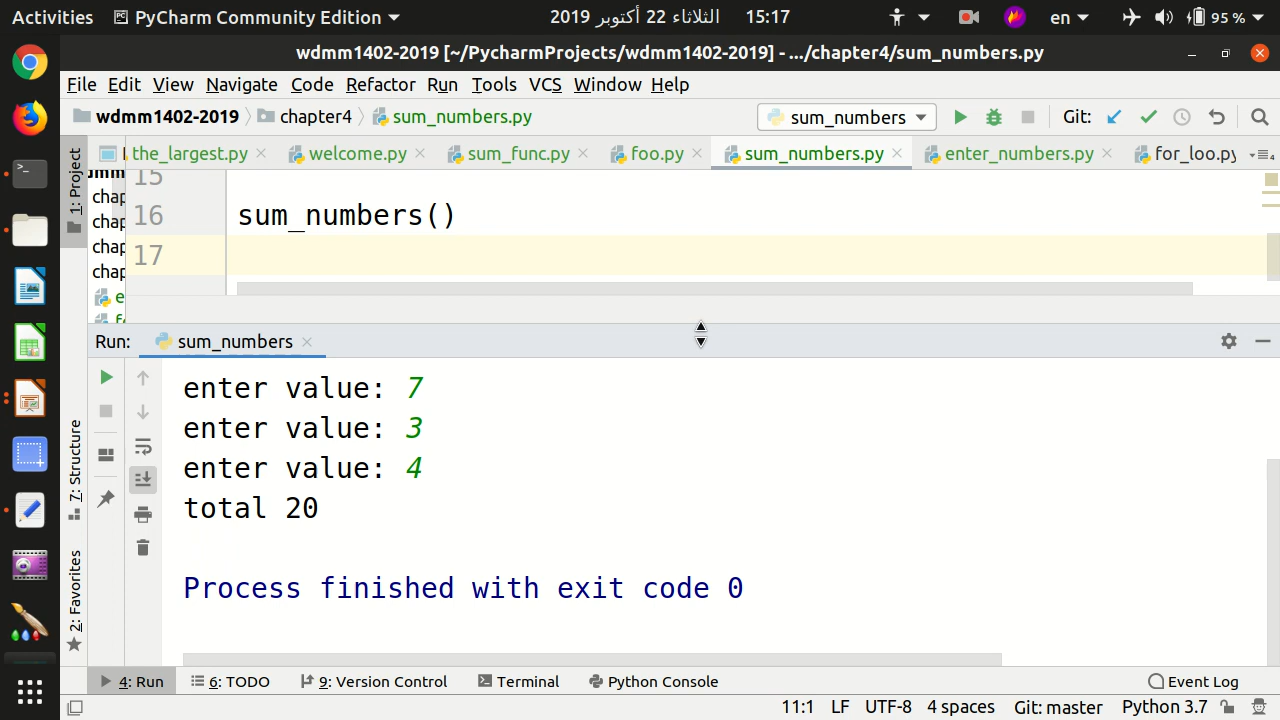 Activities PyCharm Community Edition الثلاثاء 22 أكتوبر 2019 15:17 en 95 %
wdmm1402-2019 [~/PycharmProjects/wdmm1402-2019] - .../chapter4/sum_numbers.py
File Edit View Navigate Code Refactor Run Tools VCS Window Help
wdmm1402-2019 chapter4 sum_numbers.py sum_numbers Git:
the_largest.py welcome.py sum_func.py foo.py sum_numbers.py enter_numbers.py for_loo.py
1: Project
15
chap
16 sum_numbers()
chap
chap
17
chap
e
Run: sum_numbers
enter value: 7
enter value: 3
enter value: 4
total 20
Process finished with exit code 0
7: Structure
2: Favorites
4: Run 6: TODO 9: Version Control Terminal Python Console Event Log
11:1 LF UTF-8 4 spaces Git: master Python 3.7